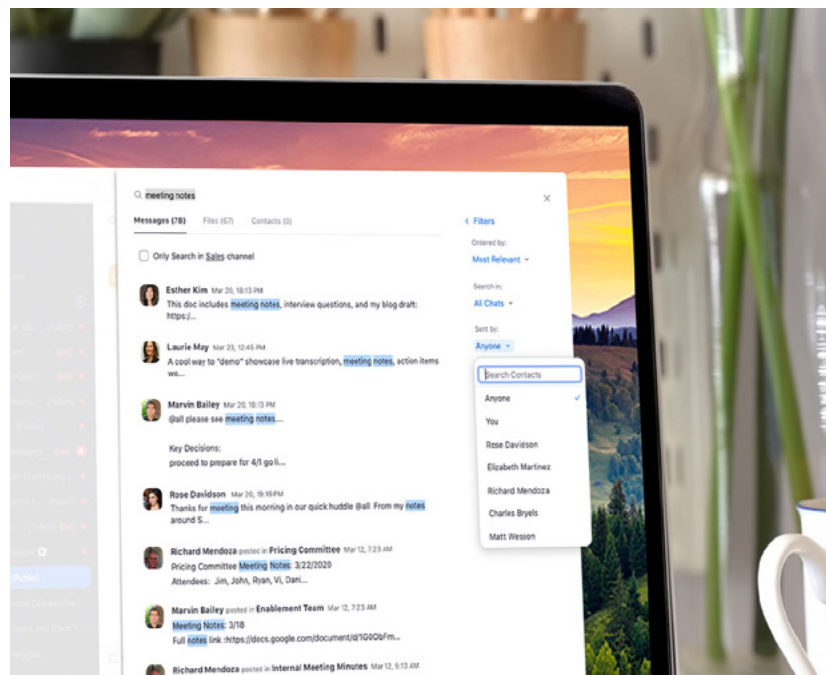 meeting notes
Messages (78) Files (67) Contacts (0)
Only Search in Sales channel
Esther Kim Mar 20, 18:13 PM
This doc includes meeting notes, interview questions, and my blog draft:
https:/...
Laurie May Mar 23, 12:45 PM
A cool way to "demo" showcase live transcription, meeting notes, action items
wo...
Marvin Bailey Mar 20, 18:13 PM
@all please see meeting notes....
Key Decisions:
proceed to prepare for 4/1 go li...
Rose Davidson Mar 20, 18:19 PM
Thanks for meeting this morning in our quick huddle @all From my notes
around S...
Richard Mendoza posted in Pricing Committee Mar 12, 7:23 AM
Pricing Committee Meeting Notes: 3/22/2020
Attendees: Jim, John, Ryan, Vi, Dani...
Marvin Bailey posted in Enablement Team Mar 12, 7:23 AM
Meeting Notes: 3/18
Full notes link :https://docs.google.com/document/d/1G0ObFm...
Richard Mendoza posted in Internal Meeting Minutes Mar 12, 6:13 AM
Filters
Ordered by:
Most Relevant
Search in:
All Chats
Sent by:
Anyone
Search Contacts
Anyone
You
Rose Davidson
Elizabeth Martinez
Richard Mendoza
Charles Bryels
Matt Wesson